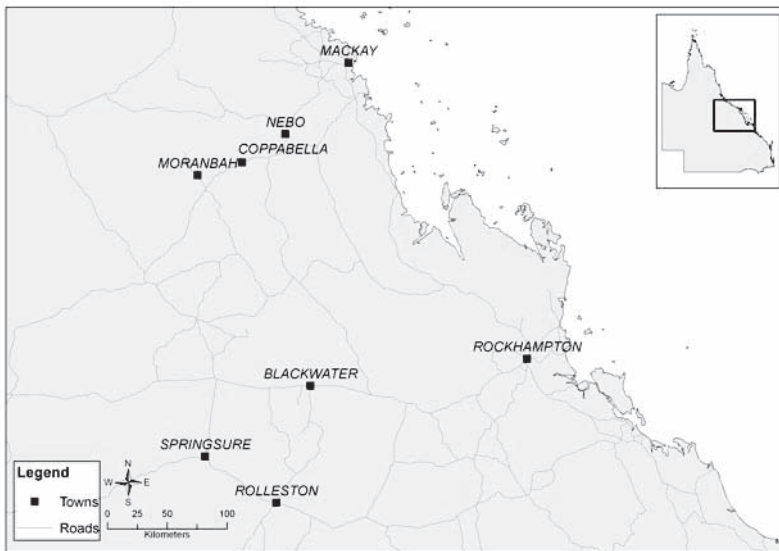 MACKAY
NEBO
COPPABELLA
MORANBAH
ROCKHAMPTON
BLACKWATER
SPRINGSURE
ROLLESTON
Legend
Towns
Roads
N
W E
S
0 25 50 100
Kilometers